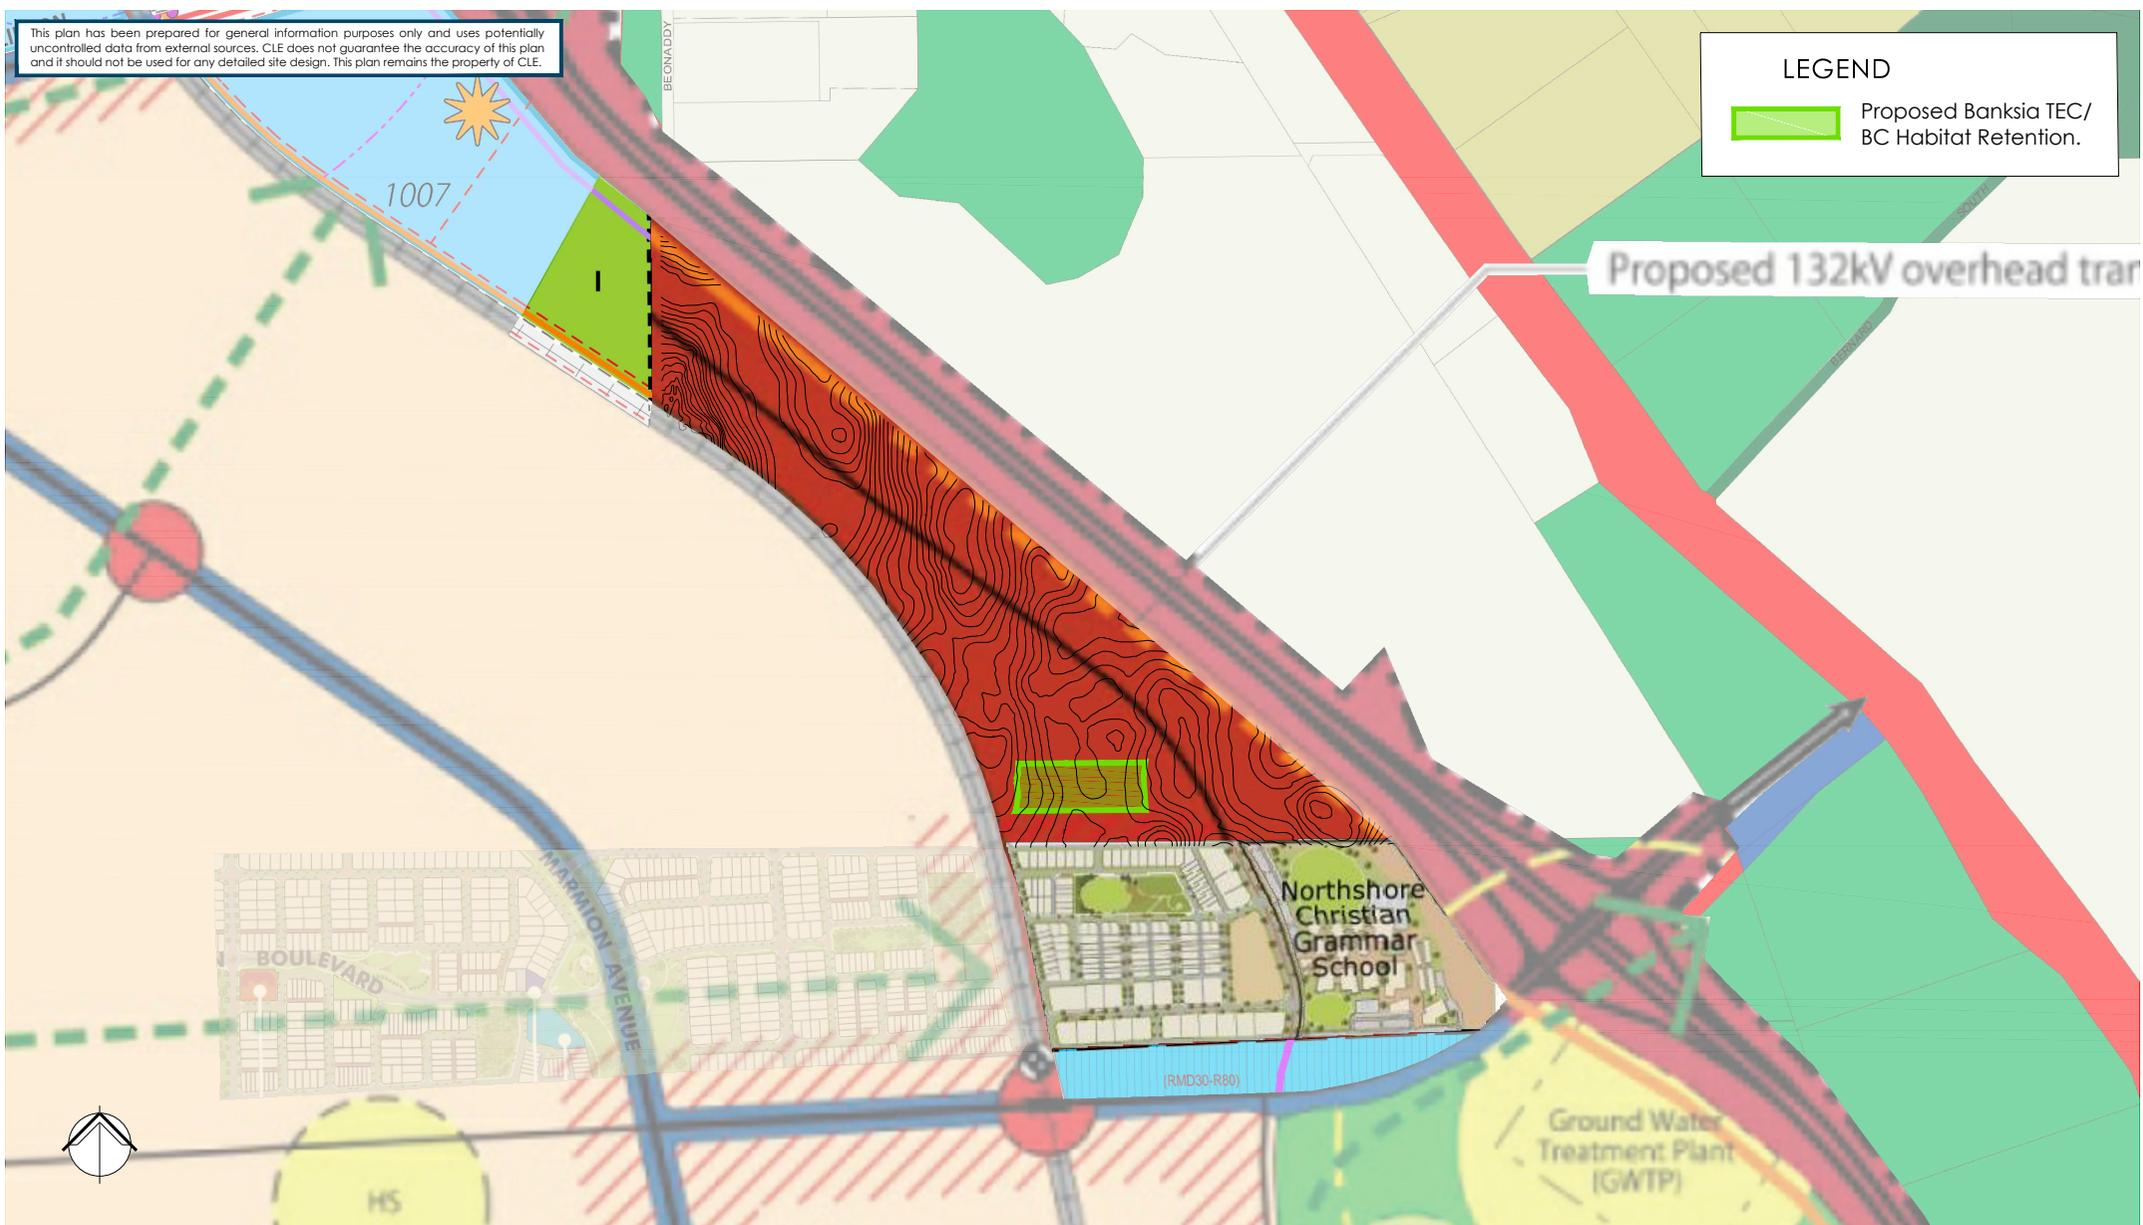 This plan has been prepared for general information purposes only and uses potentially
uncontrolled data from external sources. CLE does not guarantee the accuracy of this plan
and it should not be used for any detailed site design. This plan remains the property of CLE.
BEONADDY
LEGEND
Proposed Banksia TEC/
BC Habitat Retention.
1007
SOUTH
Proposed 132kV overhead tran
I
BERNARD
MARMION AVENUE
BOULEVARD
Northshore
Christian
Grammar
School
(RMD30-R80)
Ground Water
Treatment Plant
(GWTP)
HS